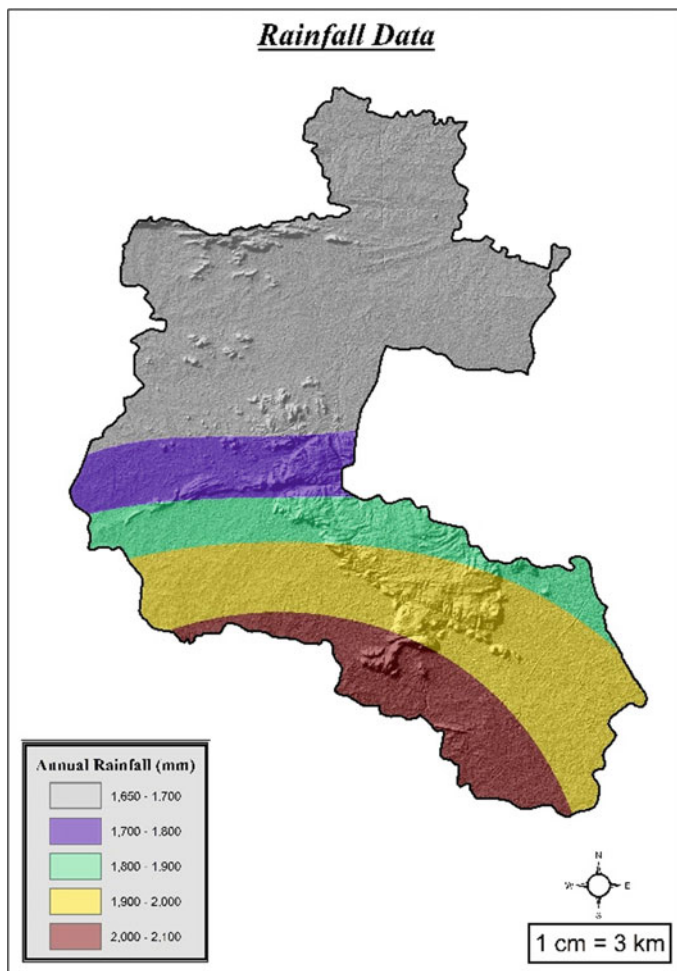 Rainfall Data
Annual Rainfall (mm)
1,650 - 1.700
1,700 - 1.800
1,800 - 1.900
1,900 - 2.000
2,000 - 2,100
N
W E
S
1 cm = 3 km